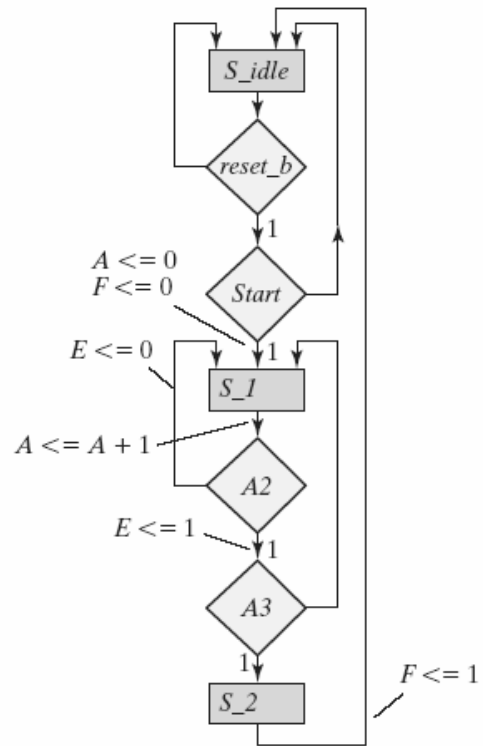 S_idle
reset_b
1
A <= 0
F <= 0
Start
E <= 0
1
S_1
A <= A + 1
A2
E <= 1
1
A3
1
F <= 1
S_2